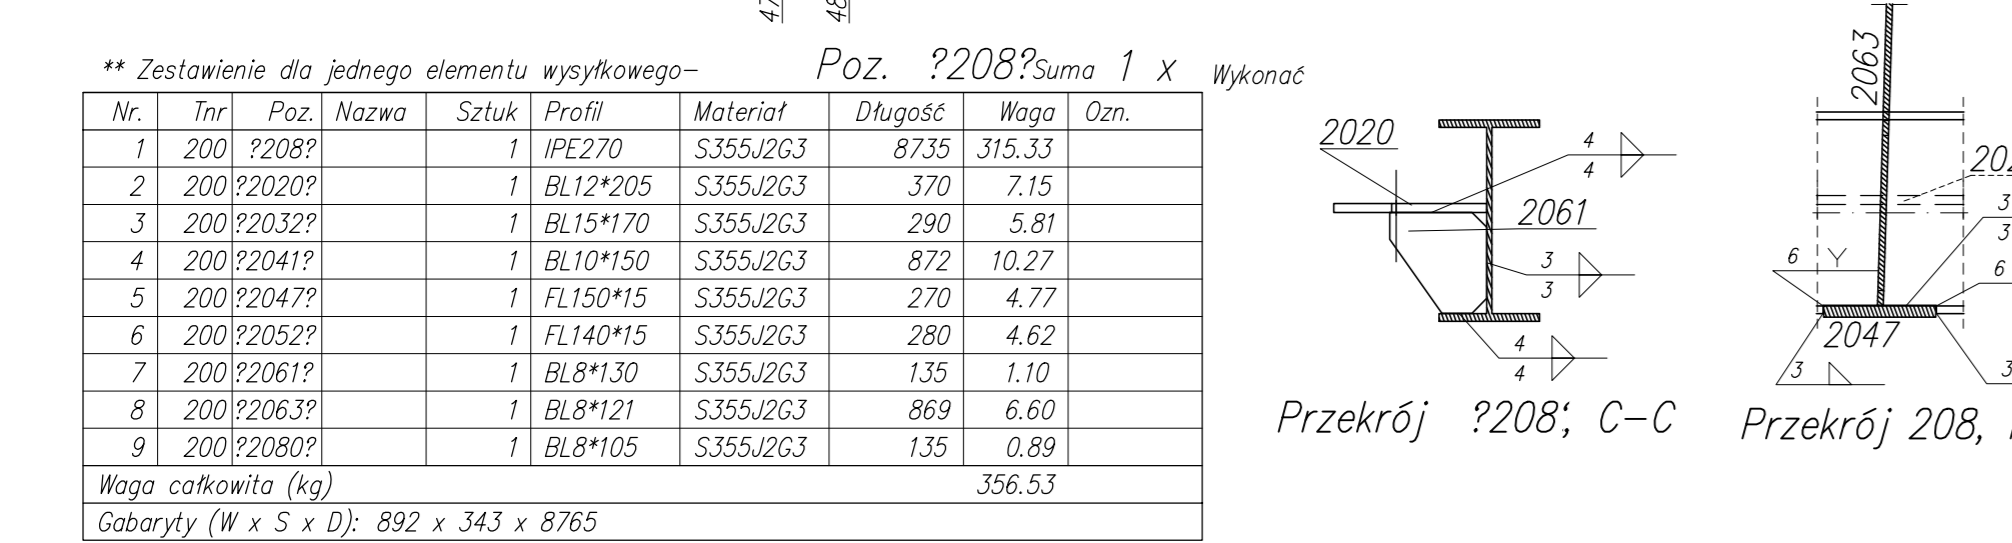 47
48
** Zestawienie dla jednego elementu wysyłkowego-
Poz. ?208? Suma 1 x Wykonać
Nr. Tnr Poz. Nazwa Sztuk Profil Materiał Długość Waga Ozn.
1 200 ?208? 1 IPE270 S355J2G3 8735 315.33
2 200 ?2020? 1 BL12*205 S355J2G3 370 7.15
3 200 ?2032? 1 BL15*170 S355J2G3 290 5.81
4 200 ?2041? 1 BL10*150 S355J2G3 872 10.27
5 200 ?2047? 1 FL150*15 S355J2G3 270 4.77
6 200 ?2052? 1 FL140*15 S355J2G3 280 4.62
7 200 ?2061? 1 BL8*130 S355J2G3 135 1.10
8 200 ?2063? 1 BL8*121 S355J2G3 869 6.60
9 200 ?2080? 1 BL8*105 S355J2G3 135 0.89
Waga całkowita (kg) 356.53
Gabaryty (W x S x D): 892 x 343 x 8765
2020
4
4
2061
3
3
4
4
Przekrój ?208?, C-C
2063
3
3
6
6
2047
3
3
Przekrój 208,